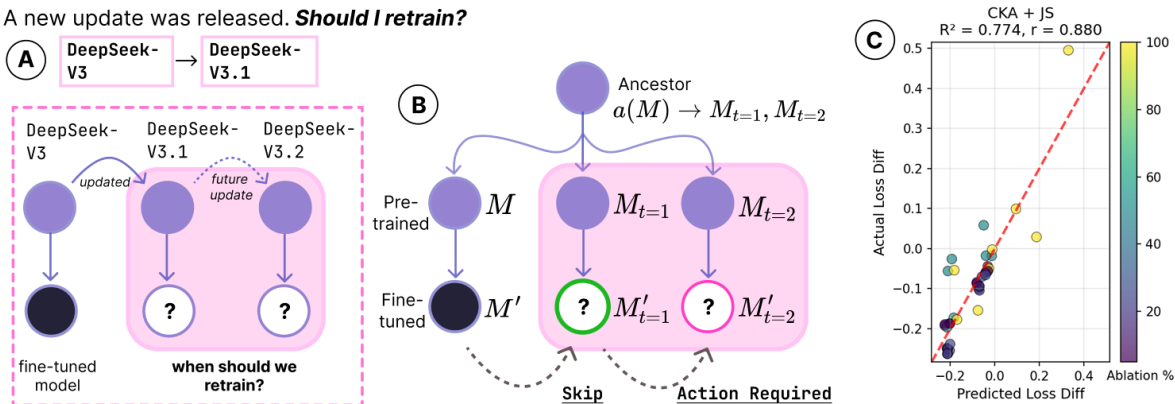 A new update was released. Should I retrain?
A
DeepSeek-
V3
→
DeepSeek-
V3.1
DeepSeek-
V3
DeepSeek-
V3.1
DeepSeek-
V3.2
updated
future
update
?
?
fine-tuned
model
when should we
retrain?
B
Ancestor
a(M) → M_{t=1}, M_{t=2}
Pre-
trained
M
M_{t=1}
M_{t=2}
Fine-
tuned
M′
?
M′_{t=1}
?
M′_{t=2}
Skip
Action Required
C
CKA + JS
R² = 0.774, r = 0.880
Actual Loss Diff
0.5
0.4
0.3
0.2
0.1
0.0
−0.1
−0.2
−0.2
0.0
0.2
0.4
Predicted Loss Diff
100
80
60
40
20
Ablation %